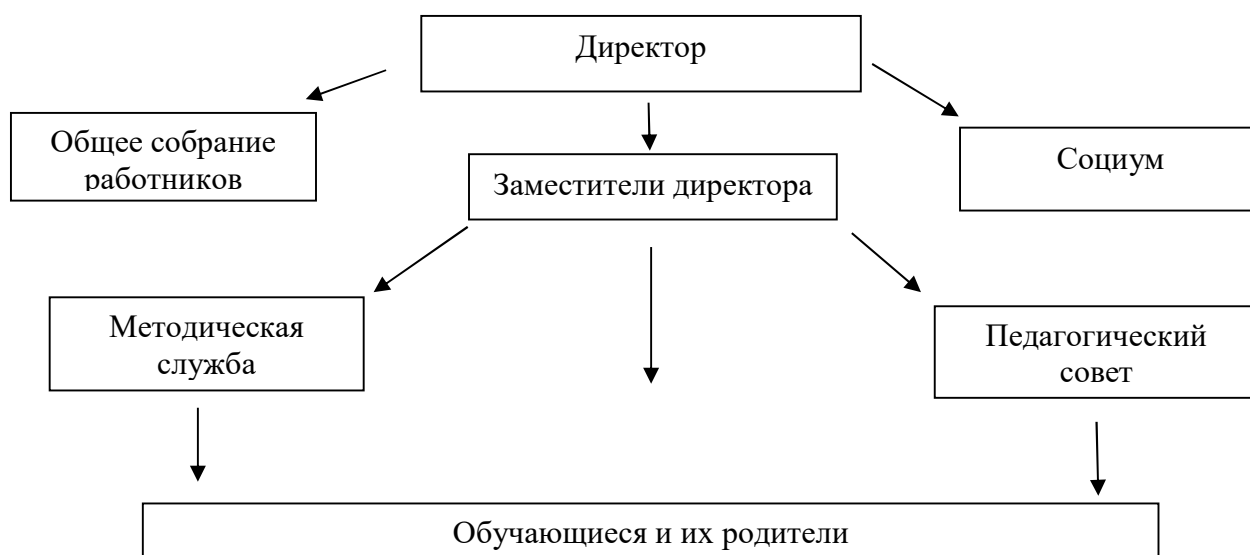 Директор
Общее собрание
работников
Социум
Заместители директора
Методическая
служба
Педагогический
совет
Обучающиеся и их родители